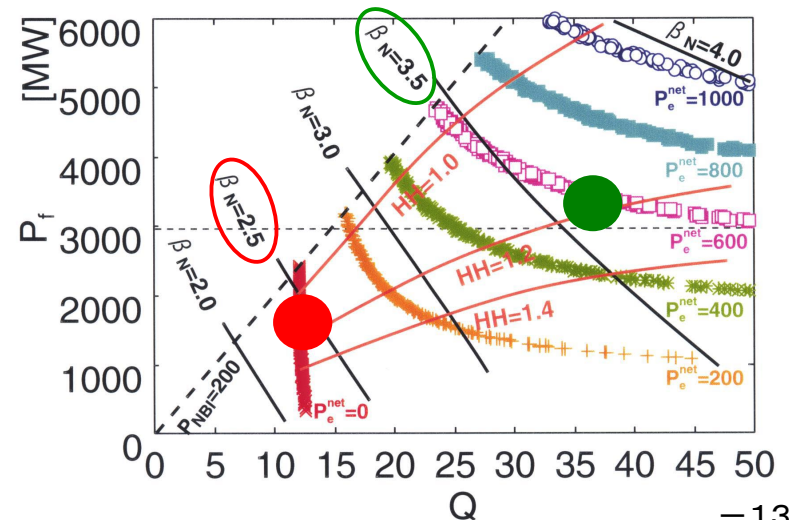 6000
5000
4000
3000
2000
1000
0
P_f [MW]
0 5 10 15 20 25 30 35 40 45 50
Q
β_N=2.0
β_N=2.5
β_N=3.0
β_N=3.5
β_N=4.0
P_NBI=200
HH=1.0
HH=1.2
HH=1.4
P_e^net=1000
P_e^net=800
P_e^net=600
P_e^net=400
P_e^net=200
P_e^net=0